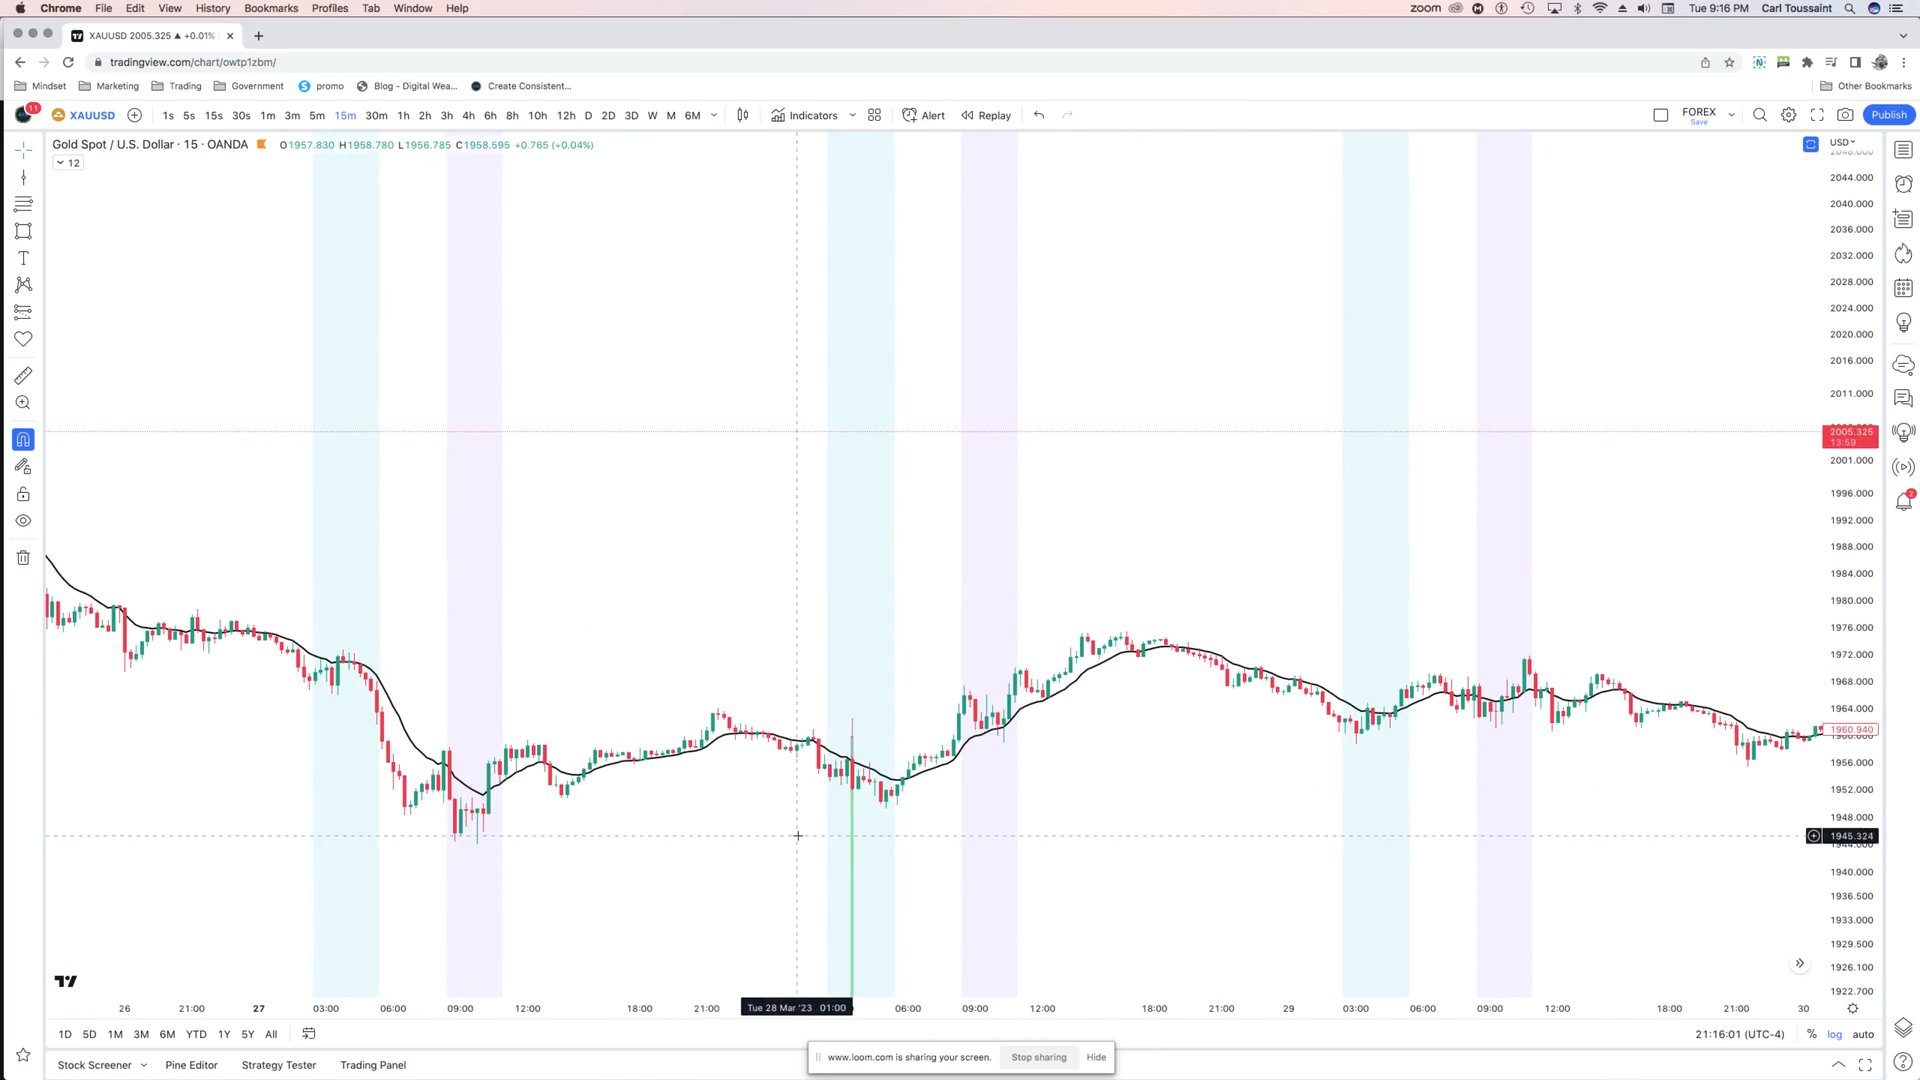 Chrome File Edit View History Bookmarks Profiles Tab Window Help
zoom Tue 9:16 PM Carl Toussaint
XAUUSD 2005.325 ▲ +0.01%
tradingview.com/chart/owtp1zbm/
Mindset Marketing Trading Government promo Blog - Digital Wea... Create Consistent... Other Bookmarks
11 XAUUSD 1s 5s 15s 30s 1m 3m 5m 15m 30m 1h 2h 3h 4h 6h 8h 10h 12h D 2D 3D W M 6M Indicators Alert Replay FOREX Save Publish
Gold Spot / U.S. Dollar · 15 · OANDA O1957.830 H1958.780 L1956.785 C1958.595 +0.765 (+0.04%)
12
USD
2044.000
2040.000
2036.000
2032.000
2028.000
2024.000
2020.000
2016.000
2011.000
2005.325
13:59
2001.000
1996.000
1992.000
1988.000
1984.000
1980.000
1976.000
1972.000
1968.000
1964.000
1960.940
1956.000
1952.000
1948.000
1945.324
1940.000
1936.500
1933.000
1929.500
1926.100
1922.700
2
26 21:00 27 03:00 06:00 09:00 12:00 18:00 21:00 Tue 28 Mar '23 01:00 06:00 09:00 12:00 18:00 21:00 29 03:00 06:00 09:00 12:00 18:00 21:00 30
1D 5D 1M 3M 6M YTD 1Y 5Y All 21:16:01 (UTC-4) % log auto
www.loom.com is sharing your screen. Stop sharing Hide
Stock Screener Pine Editor Strategy Tester Trading Panel